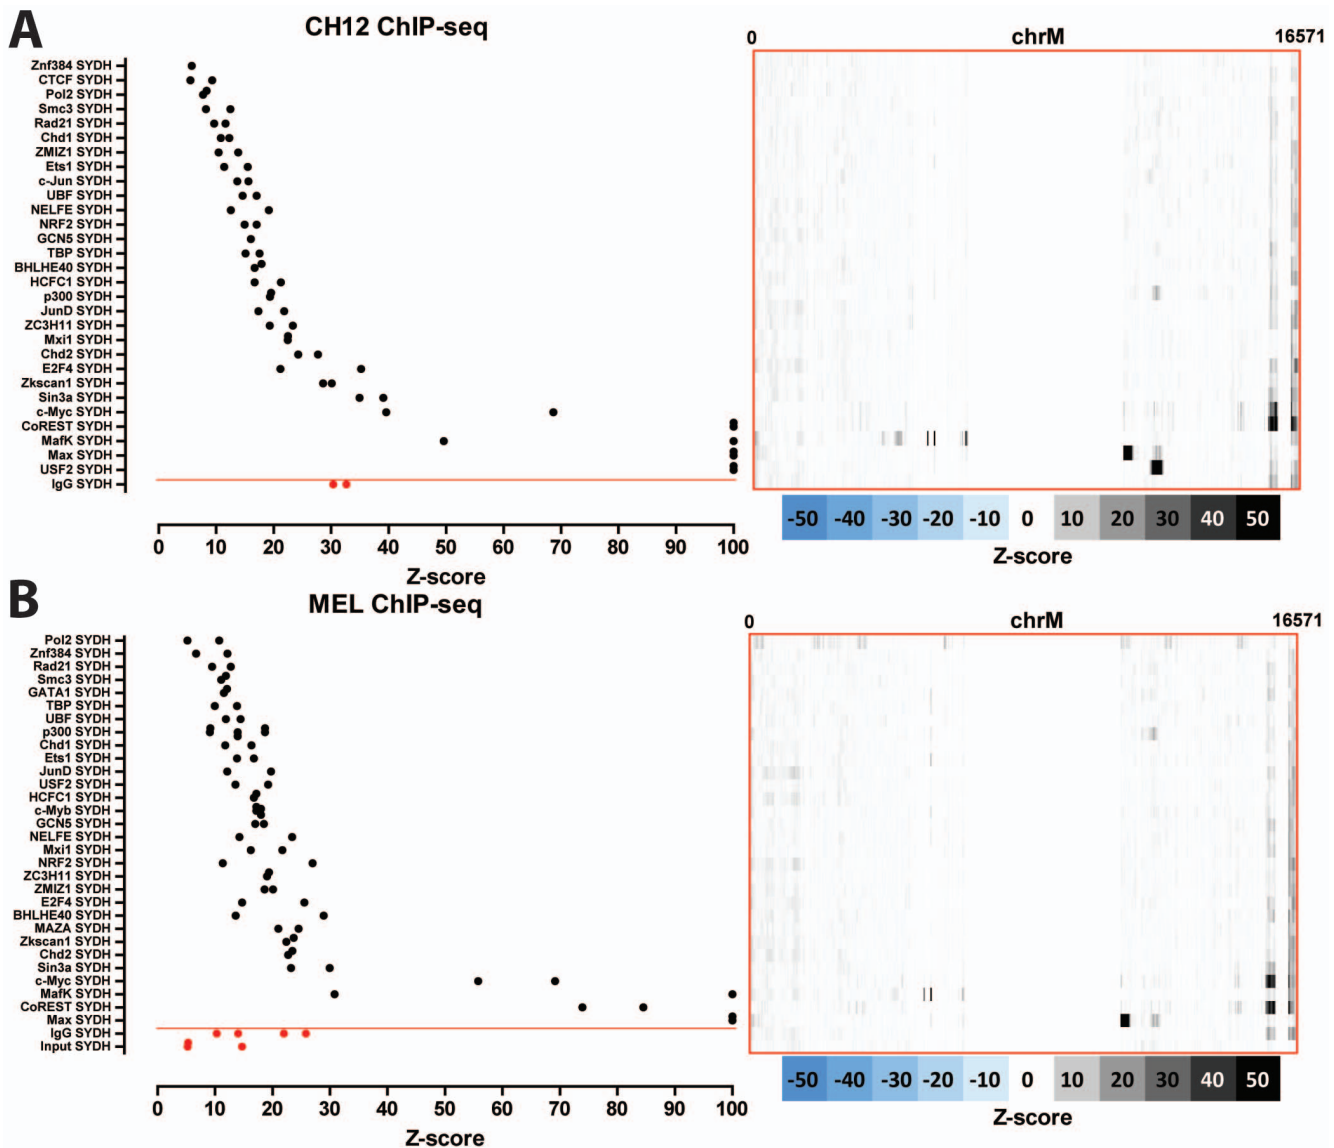 A
CH12 ChIP-seq
0 chrM 16571
Znf384 SYDH
CTCF SYDH
Pol2 SYDH
Smc3 SYDH
Rad21 SYDH
Chd1 SYDH
ZMIZ1 SYDH
Ets1 SYDH
c-Jun SYDH
UBF SYDH
NELFE SYDH
NRF2 SYDH
GCN5 SYDH
TBP SYDH
BHLHE40 SYDH
HCFC1 SYDH
p300 SYDH
JunD SYDH
ZC3H11 SYDH
Mxi1 SYDH
Chd2 SYDH
E2F4 SYDH
Zkscan1 SYDH
Sin3a SYDH
c-Myc SYDH
CoREST SYDH
MafK SYDH
Max SYDH
USF2 SYDH
IgG SYDH
0 10 20 30 40 50 60 70 80 90 100
Z-score
-50 -40 -30 -20 -10 0 10 20 30 40 50
Z-score
B
MEL ChIP-seq
0 chrM 16571
Pol2 SYDH
Znf384 SYDH
Rad21 SYDH
Smc3 SYDH
GATA1 SYDH
TBP SYDH
UBF SYDH
p300 SYDH
Chd1 SYDH
Ets1 SYDH
JunD SYDH
USF2 SYDH
HCFC1 SYDH
c-Myb SYDH
GCN5 SYDH
NELFE SYDH
Mxi1 SYDH
NRF2 SYDH
ZC3H11 SYDH
ZMIZ1 SYDH
E2F4 SYDH
BHLHE40 SYDH
MAZA SYDH
Zkscan1 SYDH
Chd2 SYDH
Sin3a SYDH
c-Myc SYDH
MafK SYDH
CoREST SYDH
Max SYDH
IgG SYDH
Input SYDH
0 10 20 30 40 50 60 70 80 90 100
Z-score
-50 -40 -30 -20 -10 0 10 20 30 40 50
Z-score